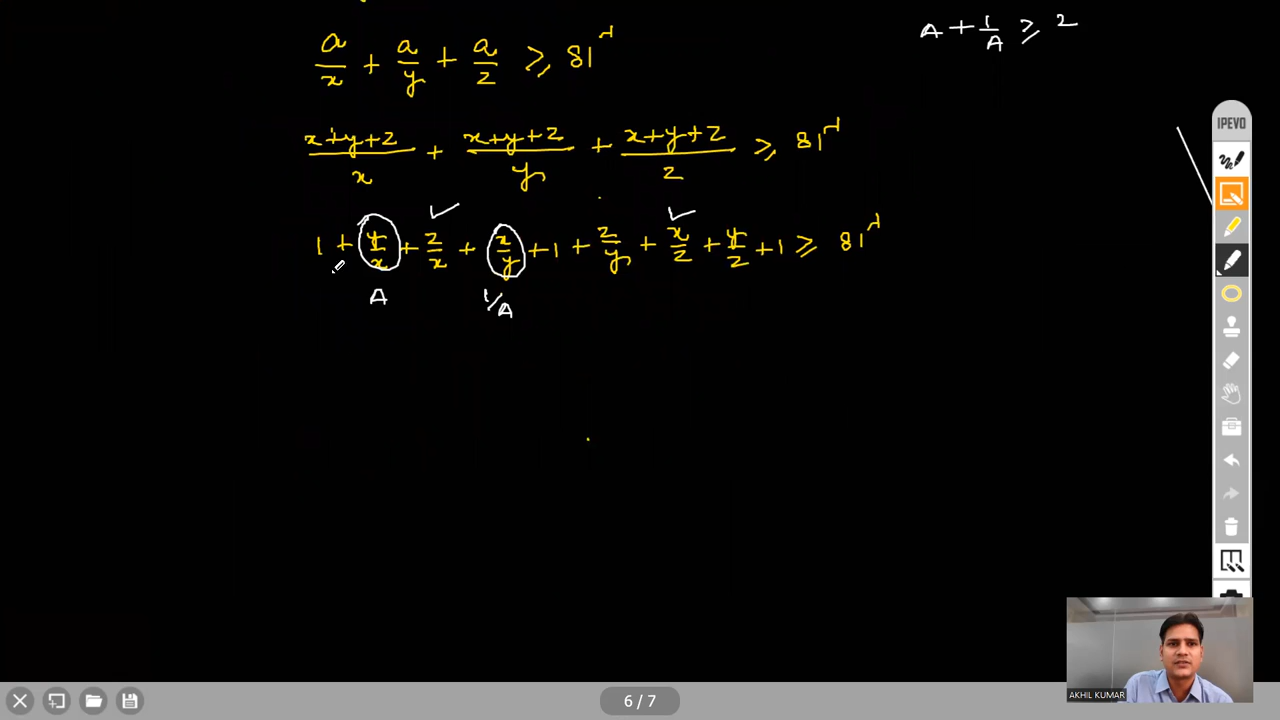 A + 1/A ≥ 2
a/x + a/y + a/z ≥ 81^λ
x+y+z/x + x+y+z/y + x+y+z/z ≥ 81^λ
1 + y/x + z/x + x/y + 1 + z/y + x/z + y/z + 1 ≥ 81^λ
A 1/A
IPEVO
AKHIL KUMAR
6 / 7